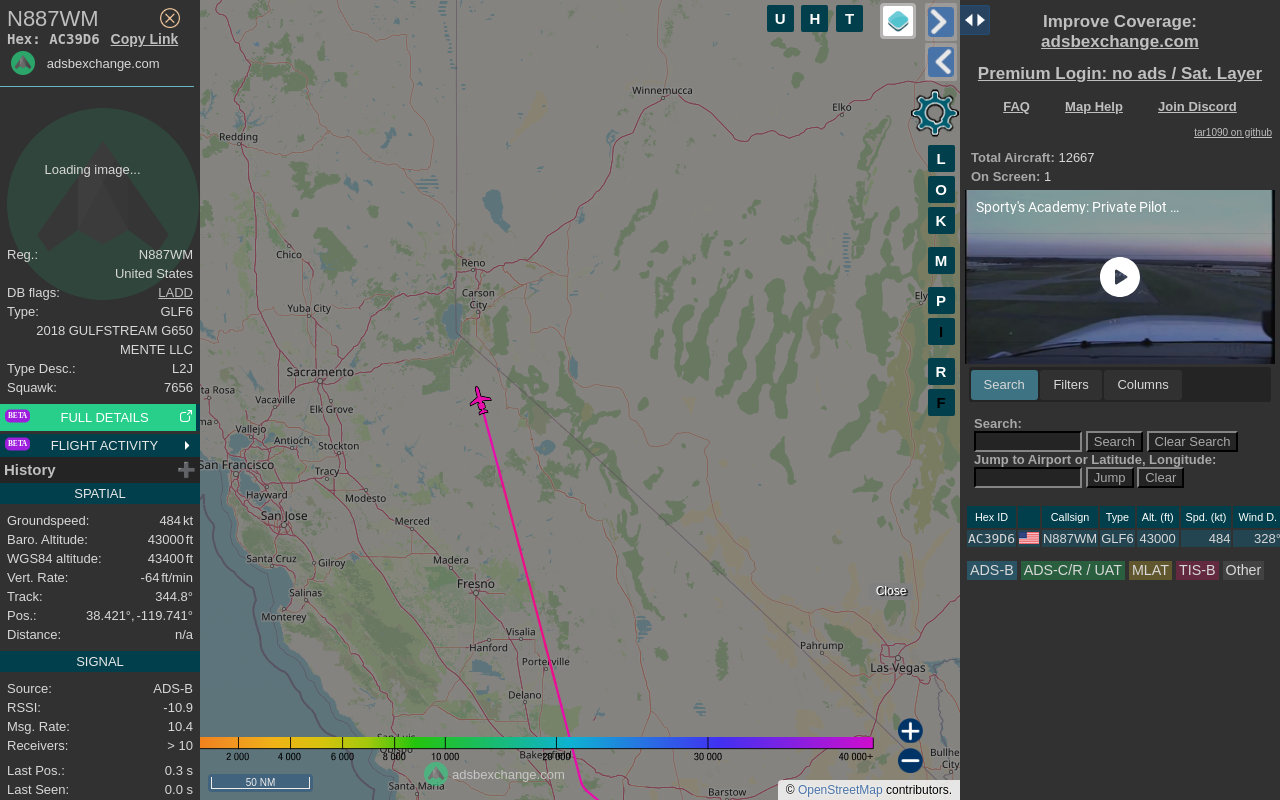 N887WM
Hex: AC39D6 Copy Link
adsbexchange.com
Loading image...
Reg.: N887WM
United States
DB flags: LADD
Type: GLF6
2018 GULFSTREAM G650
MENTE LLC
Type Desc.: L2J
Squawk: 7656
BETA FULL DETAILS
BETA FLIGHT ACTIVITY
History
SPATIAL
Groundspeed: 484 kt
Baro. Altitude: 43000 ft
WGS84 altitude: 43400 ft
Vert. Rate: -64 ft/min
Track: 344.8°
Pos.: 38.421°, -119.741°
Distance: n/a
SIGNAL
Source: ADS-B
RSSI: -10.9
Msg. Rate: 10.4
Receivers: > 10
Last Pos.: 0.3 s
Last Seen: 0.0 s
U H T
L
O
K
M
P
I
R
F
Winnemucca
Elko
Redding
Chico
Reno
Carson
City
Ely
Yuba City
Sacramento
ta Rosa
Vacaville
Elk Grove
ma
Vallejo
Antioch
Stockton
San Francisco
Tracy
Hayward
Modesto
San Jose
Merced
Santa Cruz
Gilroy
Madera
Salinas
Fresno
Monterey
Visalia
Hanford
Porterville
Delano
Pahrump
Las Vegas
Close
San Luis
Obispo
Bakersfield
Bullhe
City
Santa Maria
Barstow
2 000 4 000 6 000 8 000 10 000 20 000 30 000 40 000+
50 NM
adsbexchange.com
© OpenStreetMap contributors.
Improve Coverage:
adsbexchange.com
Premium Login: no ads / Sat. Layer
FAQ Map Help Join Discord
tar1090 on github
Total Aircraft: 12667
On Screen: 1
Sporty's Academy: Private Pilot ...
Search Filters Columns
Search:
Search Clear Search
Jump to Airport or Latitude, Longitude:
Jump Clear
Hex ID Callsign Type Alt. (ft) Spd. (kt) Wind D.
AC39D6 N887WM GLF6 43000 484 328°
ADS-B ADS-C/R / UAT MLAT TIS-B Other